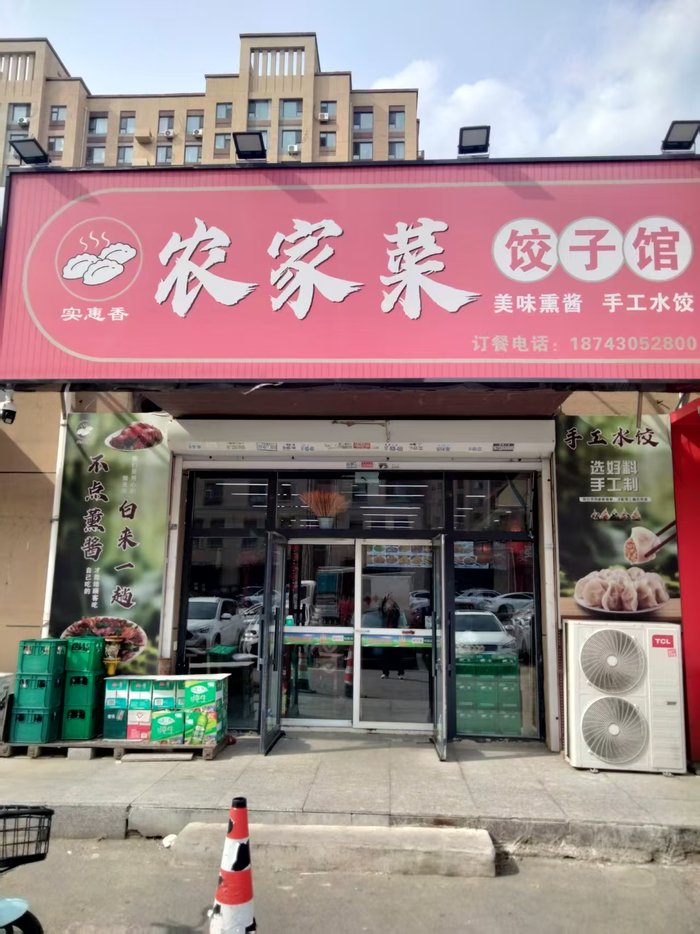 农家菜
饺子馆
实惠香
美味熏酱 手工水饺
订餐电话：18743052800
不点薰酱
白来一趟
手工水饺
选好料
手工制
TCL